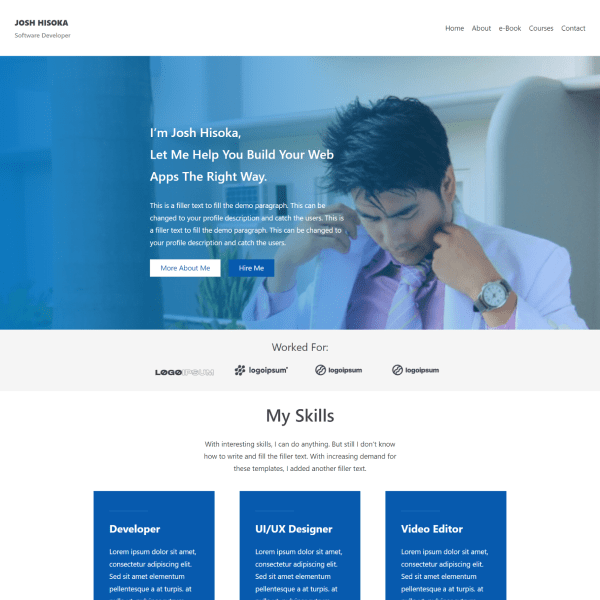 JOSH HISOKA
Software Developer
Home About e-Book Courses Contact
I'm Josh Hisoka,
Let Me Help You Build Your Web
Apps The Right Way.
This is a filler text to fill the demo paragraph. This can be
changed to your profile description and catch the users. This is
a filler text to fill the demo paragraph. This can be changed to
your profile description and catch the users.
More About Me Hire Me
Worked For:
LOGOIPSUM logoipsum logoipsum logoipsum
My Skills
With interesting skills, I can do anything. But still I don't know
how to write and fill the filler text. With increasing demand for
these templates, I added another filler text.
Developer
Lorem ipsum dolor sit amet,
consectetur adipiscing elit.
Sed sit amet elementum
pellentesque a at turpis. at
UI/UX Designer
Lorem ipsum dolor sit amet,
consectetur adipiscing elit.
Sed sit amet elementum
pellentesque a at turpis. at
Video Editor
Lorem ipsum dolor sit amet,
consectetur adipiscing elit.
Sed sit amet elementum
pellentesque a at turpis. at